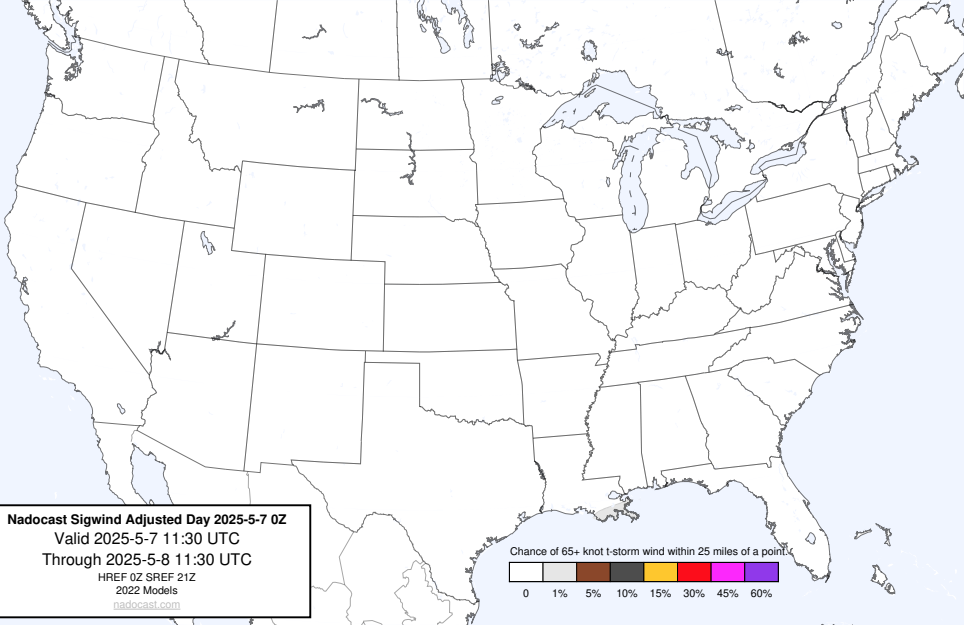 Nadocast Sigwind Adjusted Day 2025-5-7 0Z
Valid 2025-5-7 11:30 UTC
Through 2025-5-8 11:30 UTC
HREF 0Z SREF 21Z
2022 Models
nadocast.com
Chance of 65+ knot t-storm wind within 25 miles of a point.
0 1% 5% 10% 15% 30% 45% 60%